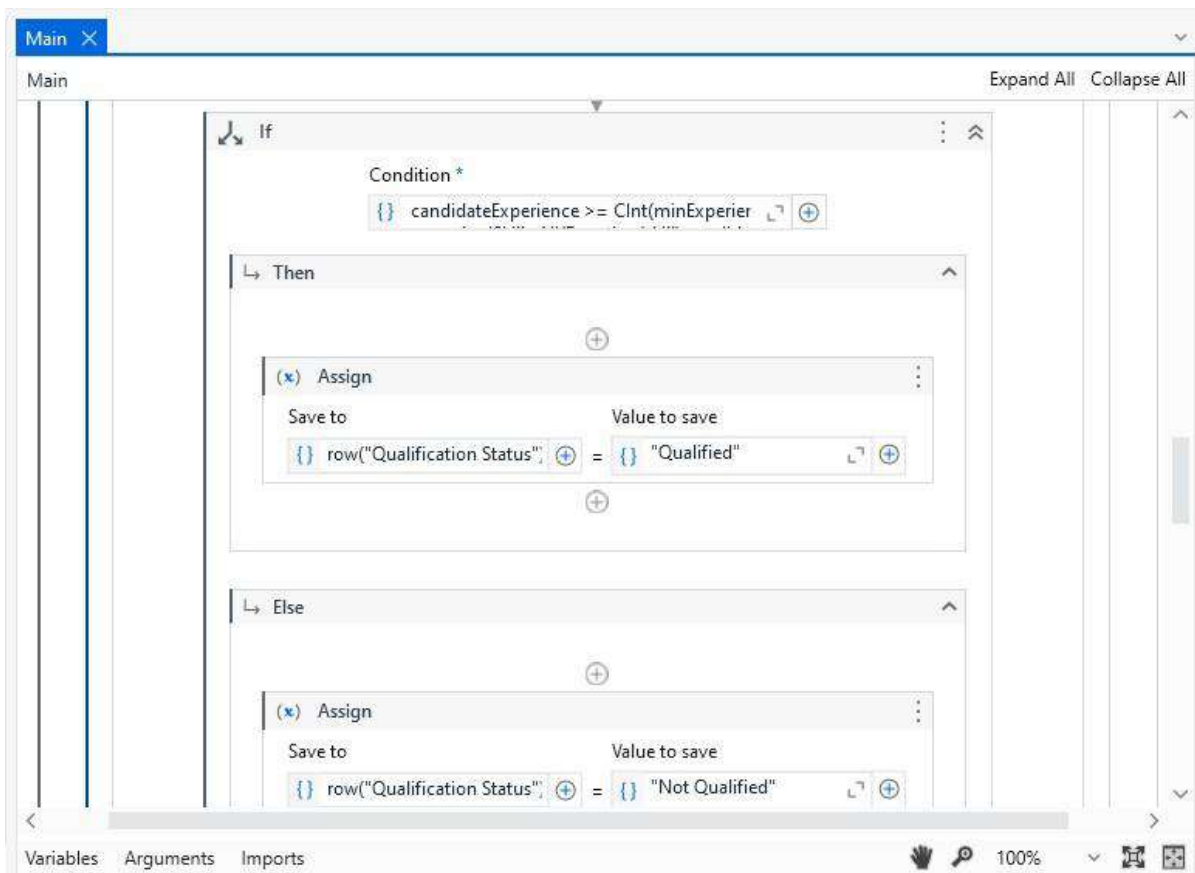 Main
Main Expand All Collapse All
If
Condition *
{} candidateExperience >= CInt(minExperier
Then
(x) Assign
Save to Value to save
{} row("Qualification Status") = {} "Qualified"
Else
(x) Assign
Save to Value to save
{} row("Qualification Status") = {} "Not Qualified"
Variables Arguments Imports 100%